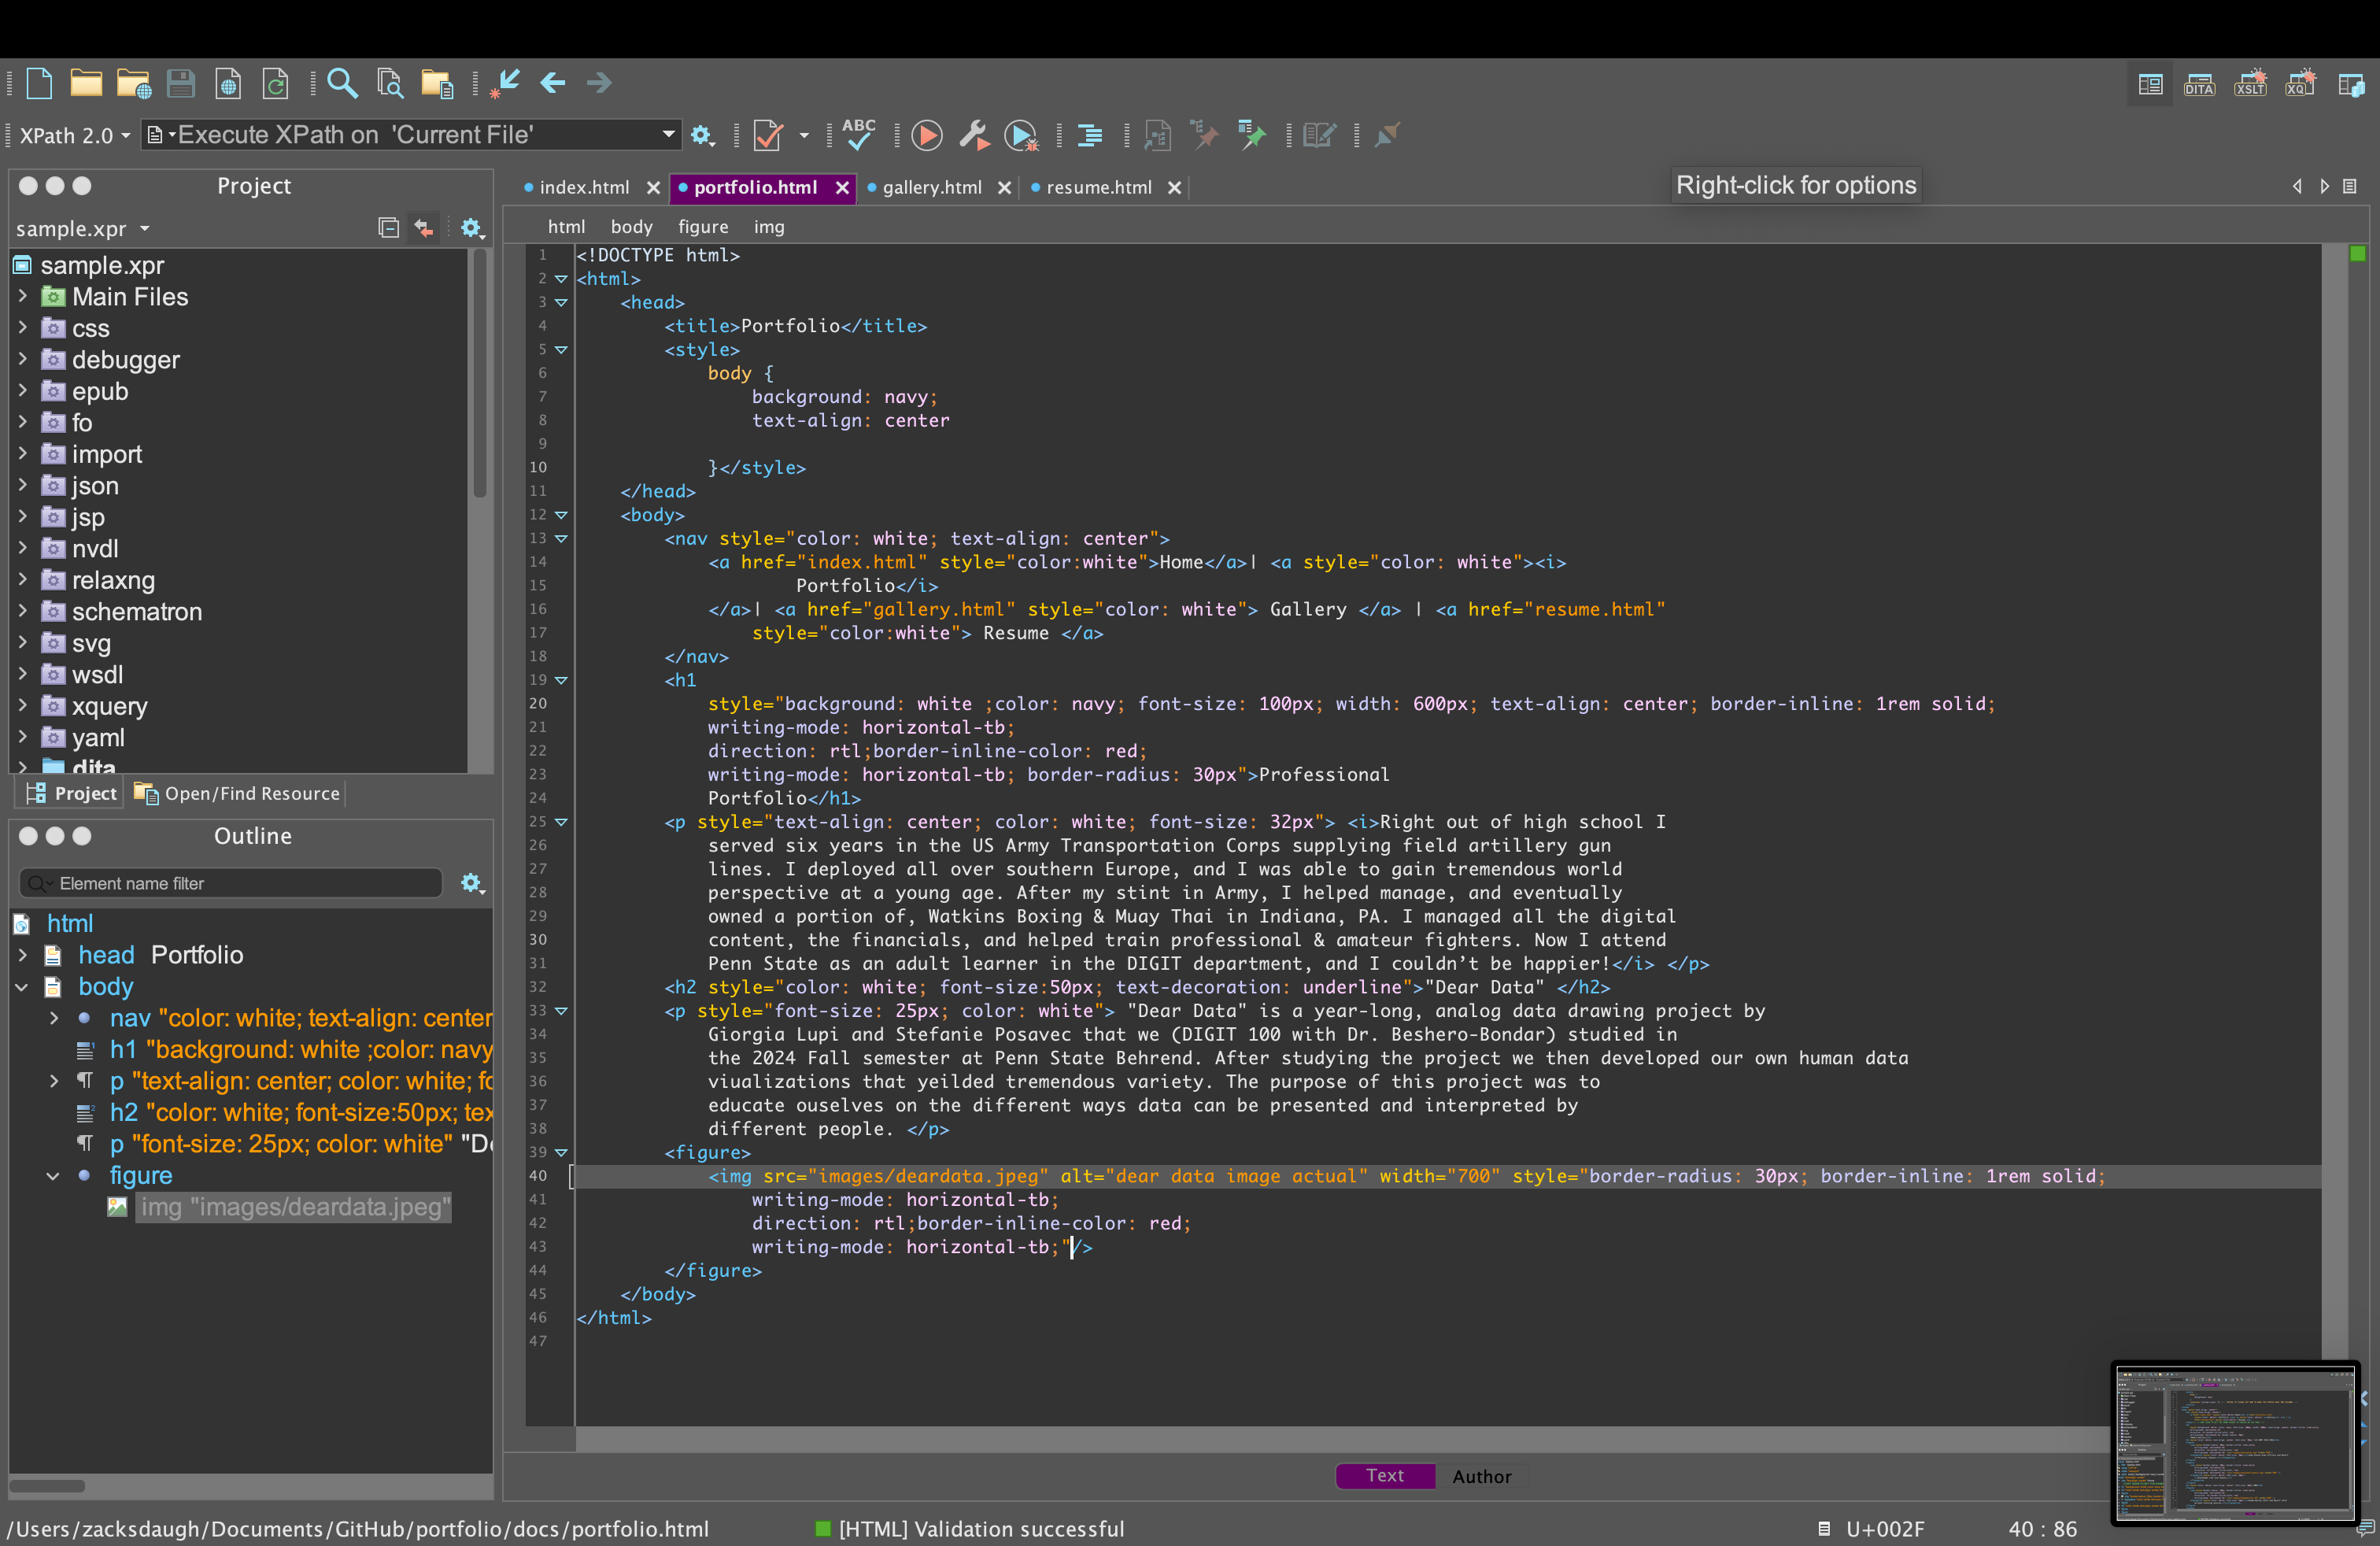 DITA XSLT XQ
XPath 2.0 Execute XPath on 'Current File' ABC
Project
sample.xpr
sample.xpr
Main Files
css
debugger
epub
fo
import
json
jsp
nvdl
relaxng
schematron
svg
wsdl
xquery
yaml
dita
Project Open/Find Resource
Outline
Element name filter
html
head Portfolio
body
nav "color: white; text-align: center
h1 "background: white ;color: navy
p "text-align: center; color: white; fo
h2 "color: white; font-size:50px; tex
p "font-size: 25px; color: white" "De
figure
img "images/deardata.jpeg"
index.html portfolio.html gallery.html resume.html Right-click for options
html body figure img
1 <!DOCTYPE html>
2 <html>
3 <head>
4 <title>Portfolio</title>
5 <style>
6 body {
7 background: navy;
8 text-align: center
9
10 }</style>
11 </head>
12 <body>
13 <nav style="color: white; text-align: center">
14 <a href="index.html" style="color:white">Home</a>| <a style="color: white"><i>
15 Portfolio</i>
16 </a>| <a href="gallery.html" style="color: white"> Gallery </a> | <a href="resume.html"
17 style="color:white"> Resume </a>
18 </nav>
19 <h1
20 style="background: white ;color: navy; font-size: 100px; width: 600px; text-align: center; border-inline: 1rem solid;
21 writing-mode: horizontal-tb;
22 direction: rtl;border-inline-color: red;
23 writing-mode: horizontal-tb; border-radius: 30px">Professional
24 Portfolio</h1>
25 <p style="text-align: center; color: white; font-size: 32px"> <i>Right out of high school I
26 served six years in the US Army Transportation Corps supplying field artillery gun
27 lines. I deployed all over southern Europe, and I was able to gain tremendous world
28 perspective at a young age. After my stint in Army, I helped manage, and eventually
29 owned a portion of, Watkins Boxing & Muay Thai in Indiana, PA. I managed all the digital
30 content, the financials, and helped train professional & amateur fighters. Now I attend
31 Penn State as an adult learner in the DIGIT department, and I couldn’t be happier!</i> </p>
32 <h2 style="color: white; font-size:50px; text-decoration: underline">"Dear Data" </h2>
33 <p style="font-size: 25px; color: white"> "Dear Data" is a year-long, analog data drawing project by
34 Giorgia Lupi and Stefanie Posavec that we (DIGIT 100 with Dr. Beshero-Bondar) studied in
35 the 2024 Fall semester at Penn State Behrend. After studying the project we then developed our own human data
36 viualizations that yeilded tremendous variety. The purpose of this project was to
37 educate ouselves on the different ways data can be presented and interpreted by
38 different people. </p>
39 <figure>
40 <img src="images/deardata.jpeg" alt="dear data image actual" width="700" style="border-radius: 30px; border-inline: 1rem solid;
41 writing-mode: horizontal-tb;
42 direction: rtl;border-inline-color: red;
43 writing-mode: horizontal-tb;"/>
44 </figure>
45 </body>
46 </html>
47
Text Author
/Users/zacksdaugh/Documents/GitHub/portfolio/docs/portfolio.html [HTML] Validation successful U+002F 40 : 86